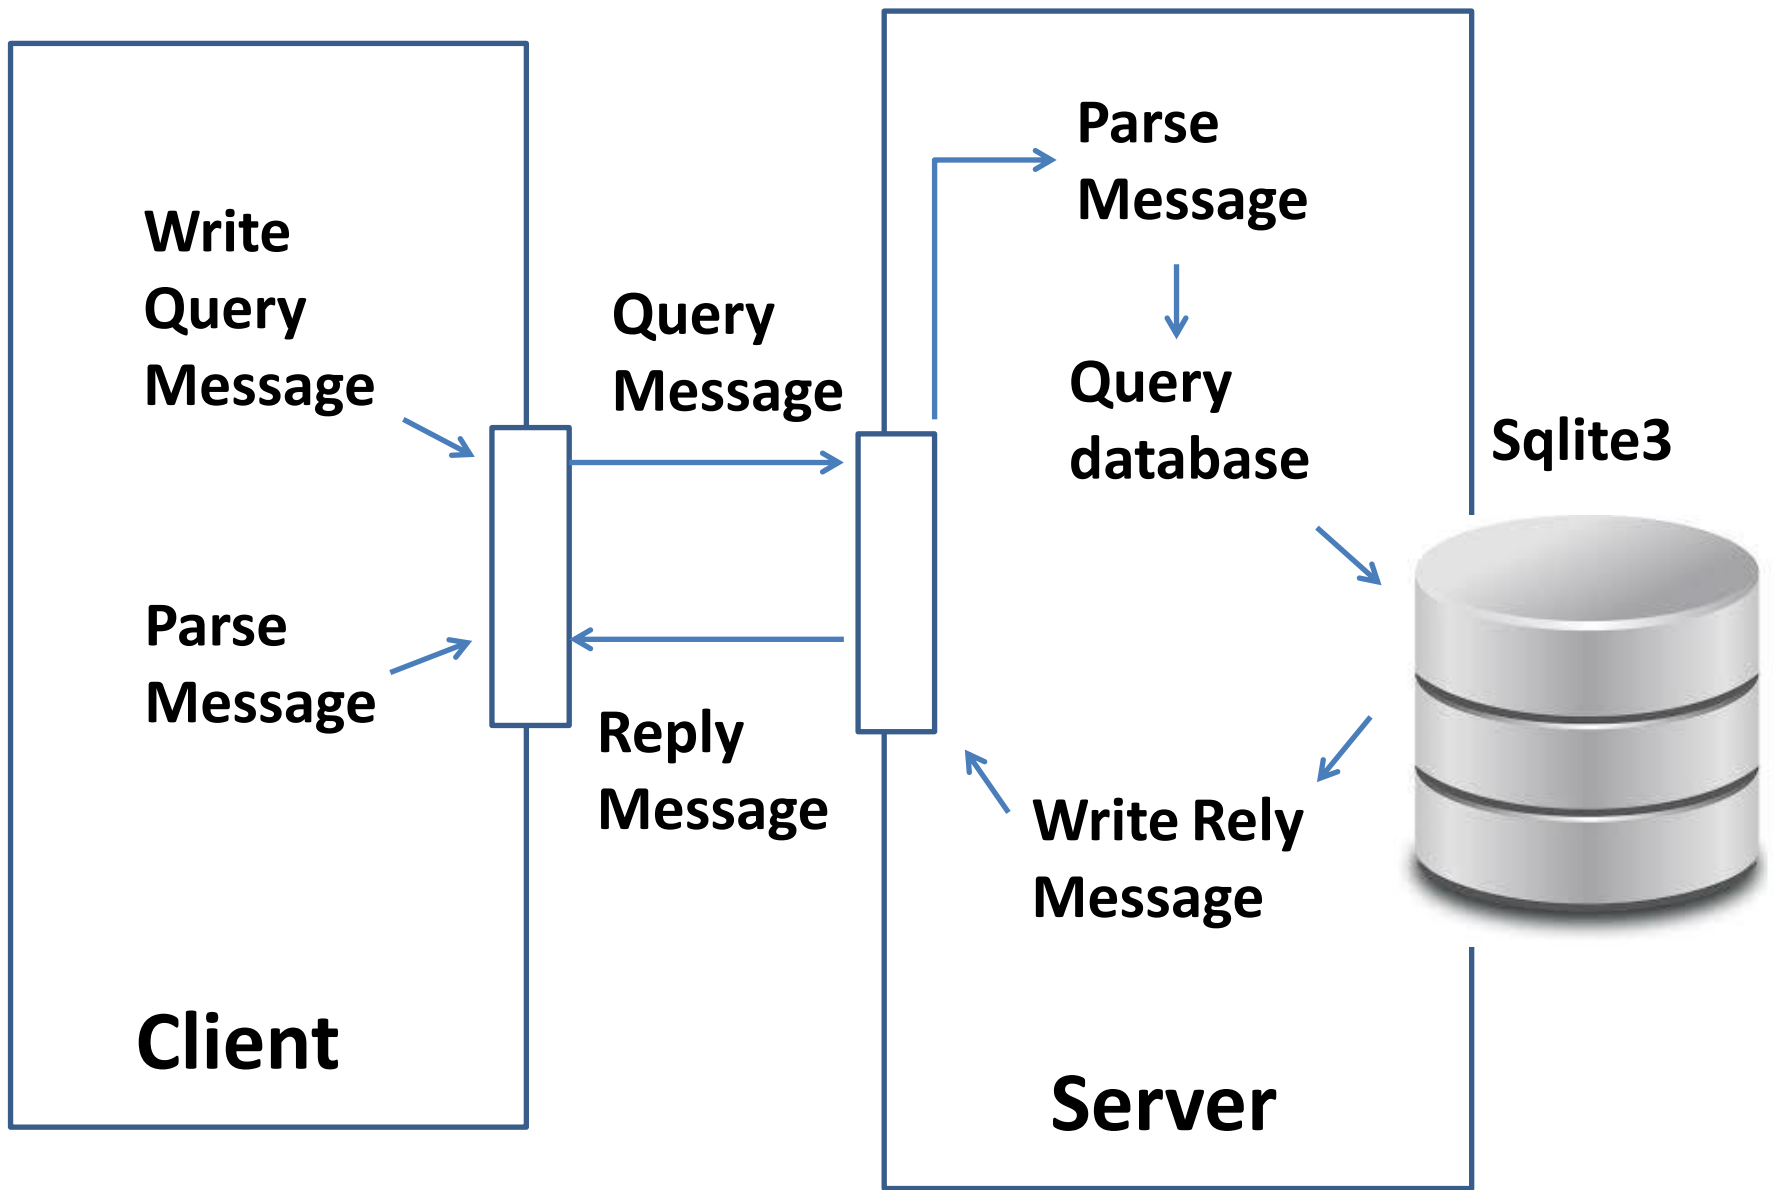 Write
Query
Message
Parse
Message
Client
Query
Message
Reply
Message
Parse
Message
Query
database
Write Rely
Message
Server
Sqlite3